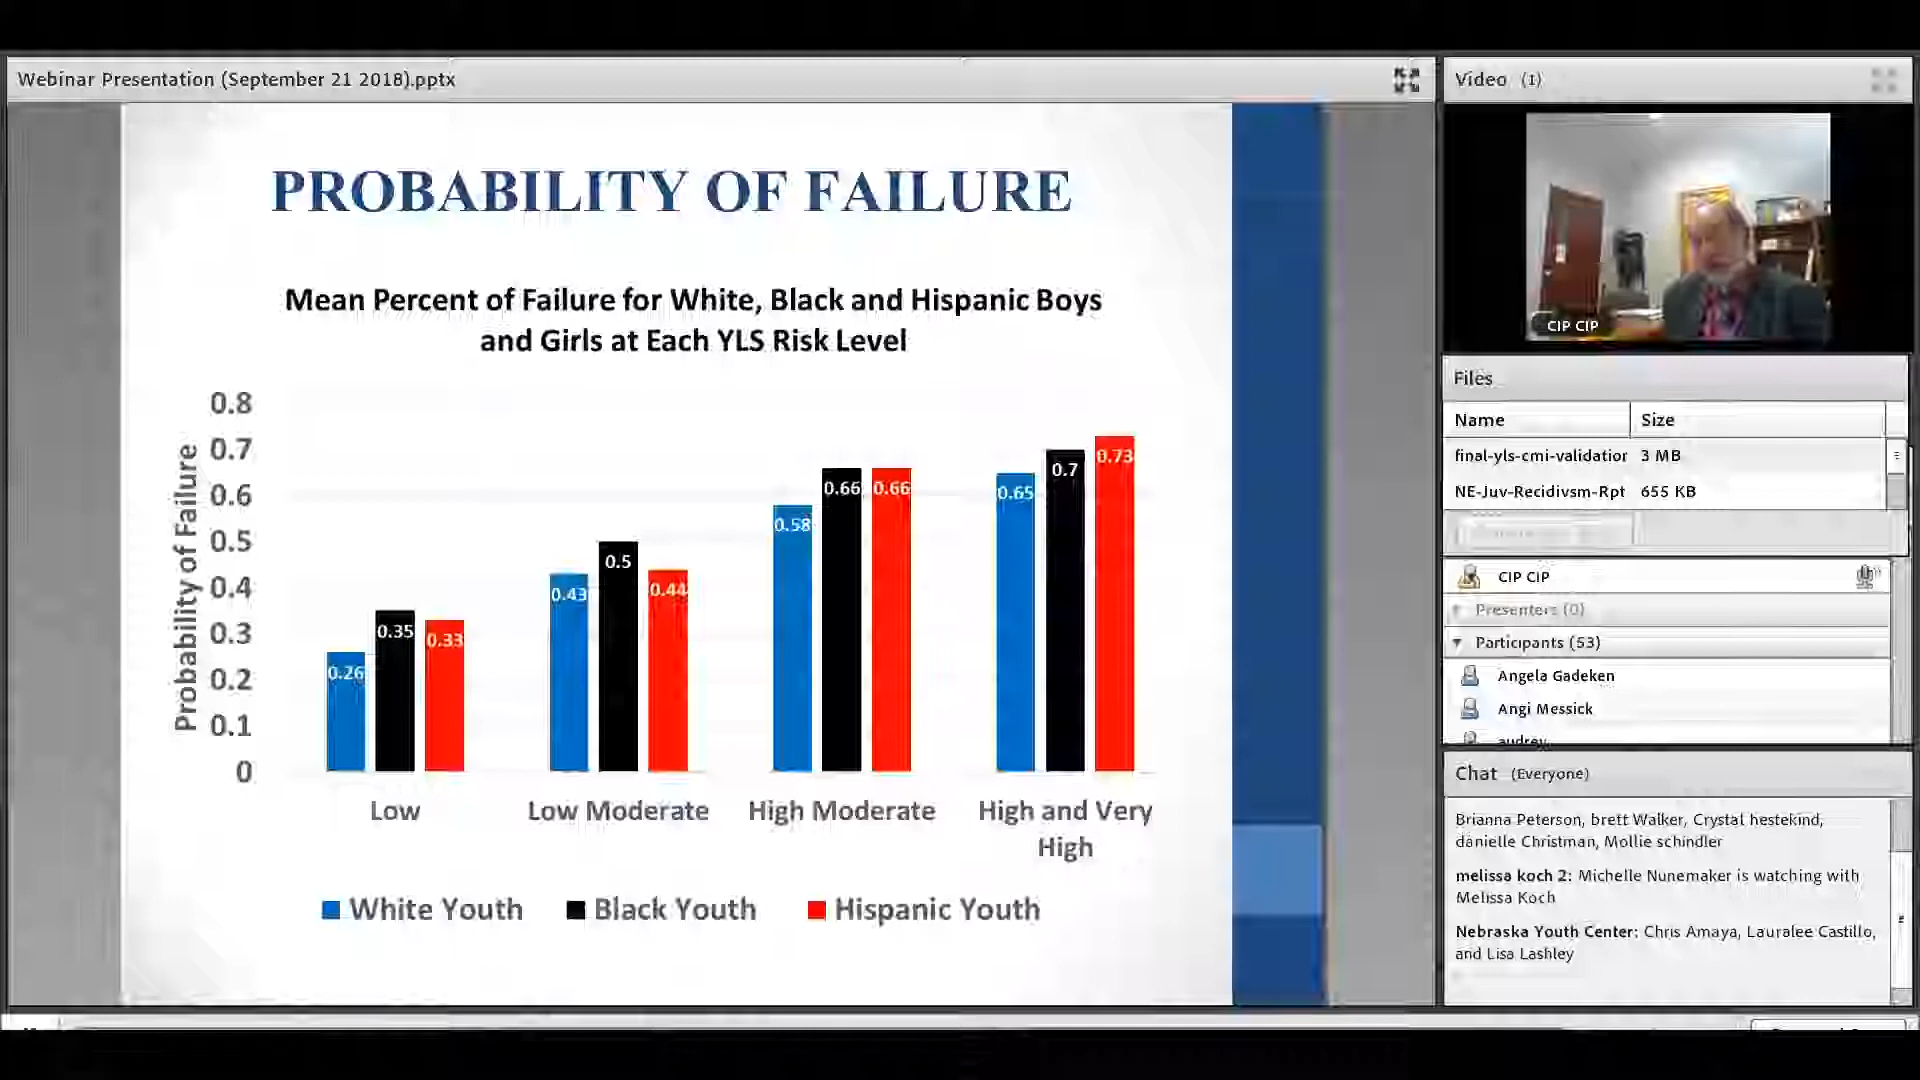 Webinar Presentation (September 21 2018).pptx
PROBABILITY OF FAILURE
Mean Percent of Failure for White, Black and Hispanic Boys
and Girls at Each YLS Risk Level
Probability of Failure
0.8
0.7
0.6
0.5
0.4
0.3
0.2
0.1
0
0.26 0.35 0.33
0.43 0.5 0.44
0.58 0.66 0.66
0.65 0.7 0.73
Low
Low Moderate
High Moderate
High and Very
High
White Youth Black Youth Hispanic Youth
Video (1)
CIP CIP
Files
Name Size
final-yls-cmi-validation 3 MB
NE-Juv-Recidivsm-Rpt 655 KB
CIP CIP
Presenters (0)
Participants (53)
Angela Gadeken
Angi Messick
audrey
Chat (Everyone)
Brianna Peterson, brett Walker, Crystal hestekind,
danielle Christman, Mollie schindler
melissa koch 2: Michelle Nunemaker is watching with
Melissa Koch
Nebraska Youth Center: Chris Amaya, Lauralee Castillo,
and Lisa Lashley